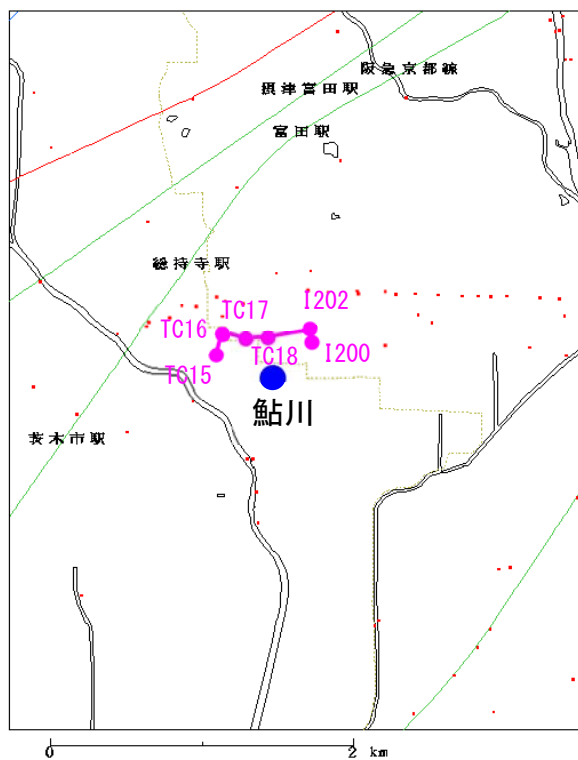 阪急京都線
摂津富田駅
富田駅
総持寺駅
I202
TC17
TC16
I200
TC18
TC15
鮎川
茨木市駅
0 2 km